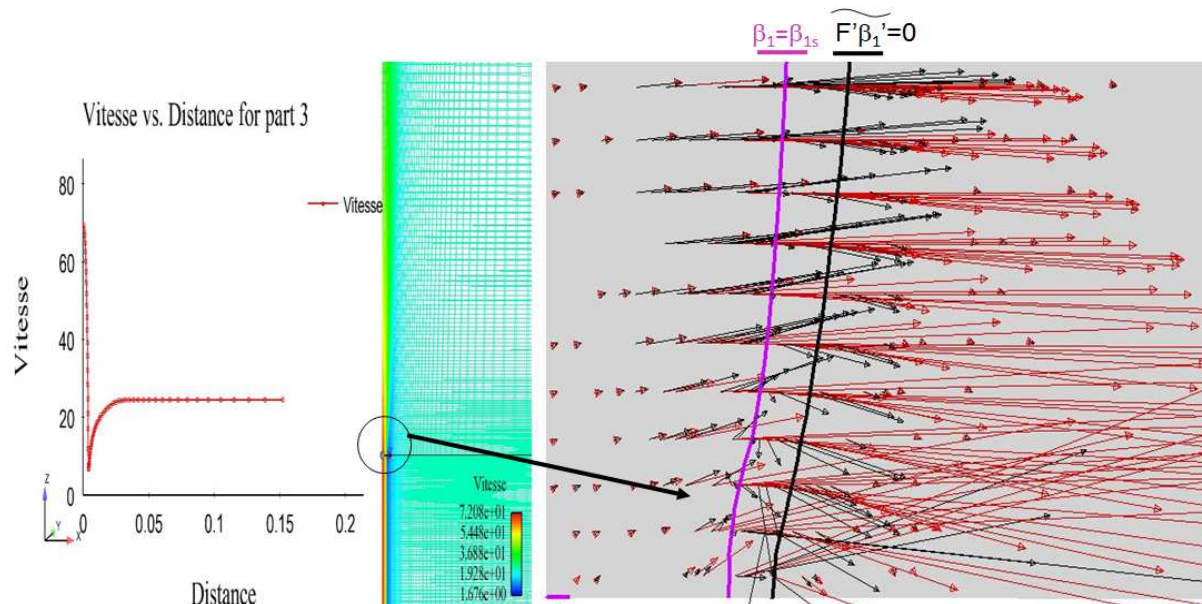 β₁=β₁ₛ F'β₁'=0
Vitesse vs. Distance for part 3
80
Vitesse
60
Vitesse
40
20
0
0 0.05 0.1 0.15 0.2
Distance
Z
Y
X
Vitesse
7.208e+01
5.448e+01
3.688e+01
1.928e+01
1.676e+00